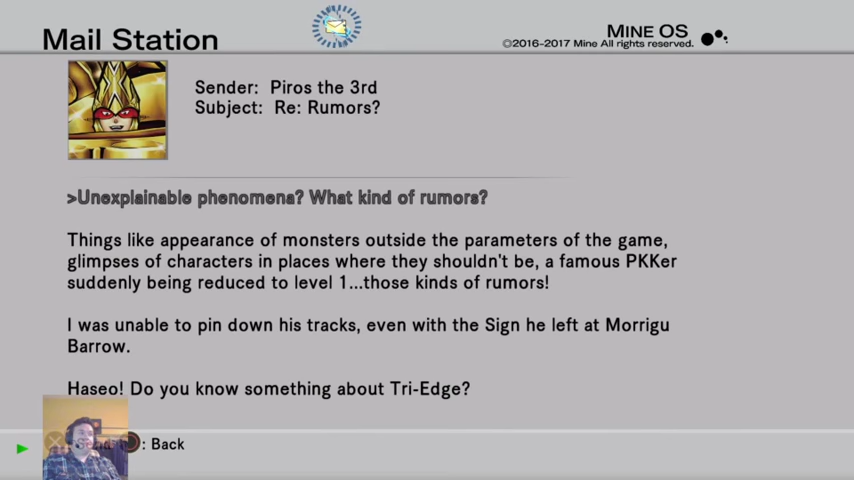 Mail Station
MINE OS
©2016-2017 Mine All rights reserved.
Sender: Piros the 3rd
Subject: Re: Rumors?
>Unexplainable phenomena? What kind of rumors?
Things like appearance of monsters outside the parameters of the game,
glimpses of characters in places where they shouldn't be, a famous PKKer
suddenly being reduced to level 1...those kinds of rumors!
I was unable to pin down his tracks, even with the Sign he left at Morrigu
Barrow.
Haseo! Do you know something about Tri-Edge?
: Back